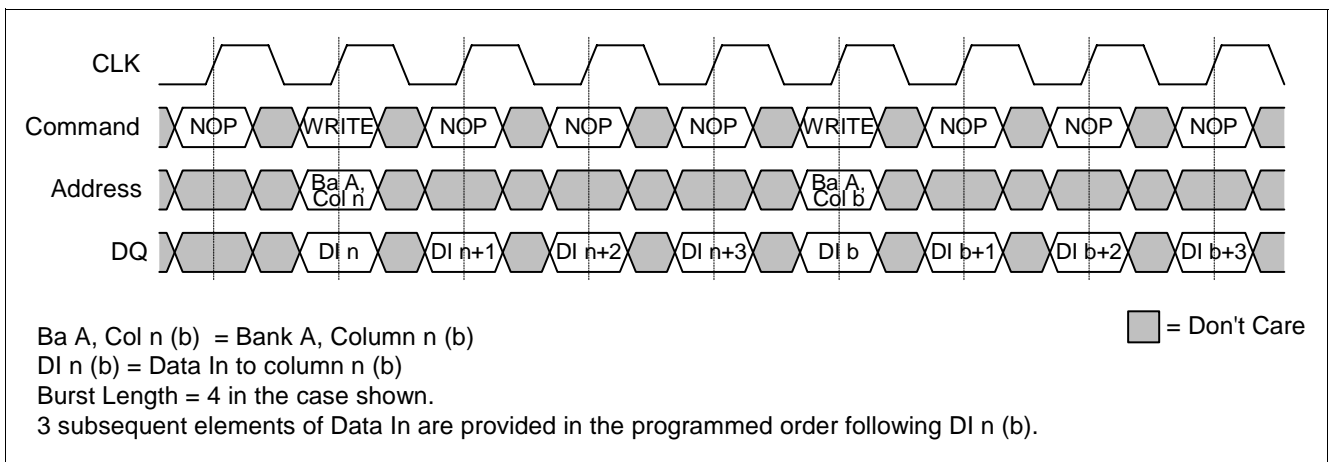 CLK
Command NOP WRITE NOP NOP NOP WRITE NOP NOP NOP
Address Ba A, Col n Ba A, Col b
DQ DI n DI n+1 DI n+2 DI n+3 DI b DI b+1 DI b+2 DI b+3
Ba A, Col n (b) = Bank A, Column n (b)
DI n (b) = Data In to column n (b)
Burst Length = 4 in the case shown.
3 subsequent elements of Data In are provided in the programmed order following DI n (b).
= Don't Care